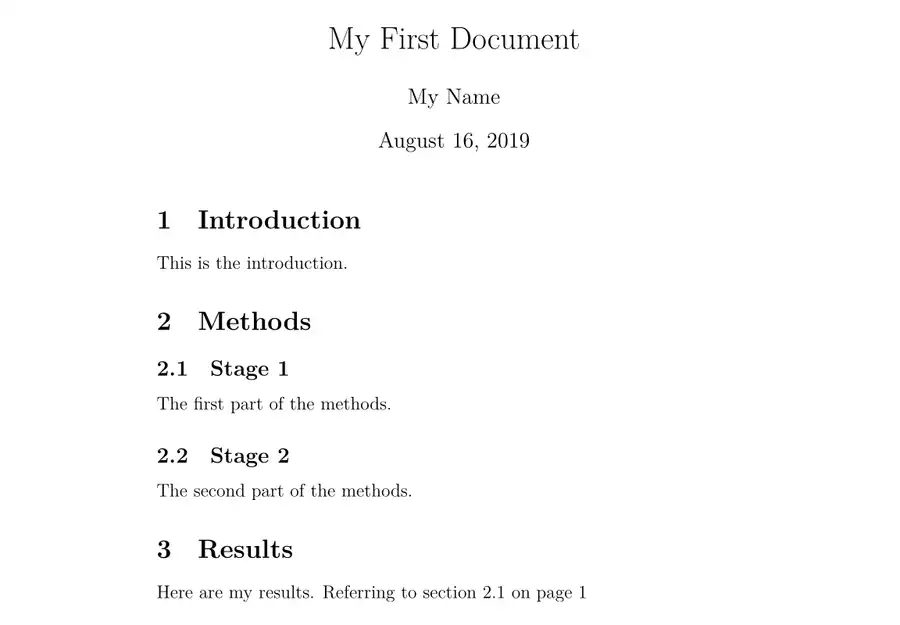 My First Document
My Name
August 16, 2019
1 Introduction
This is the introduction.
2 Methods
2.1 Stage 1
The first part of the methods.
2.2 Stage 2
The second part of the methods.
3 Results
Here are my results. Referring to section 2.1 on page 1